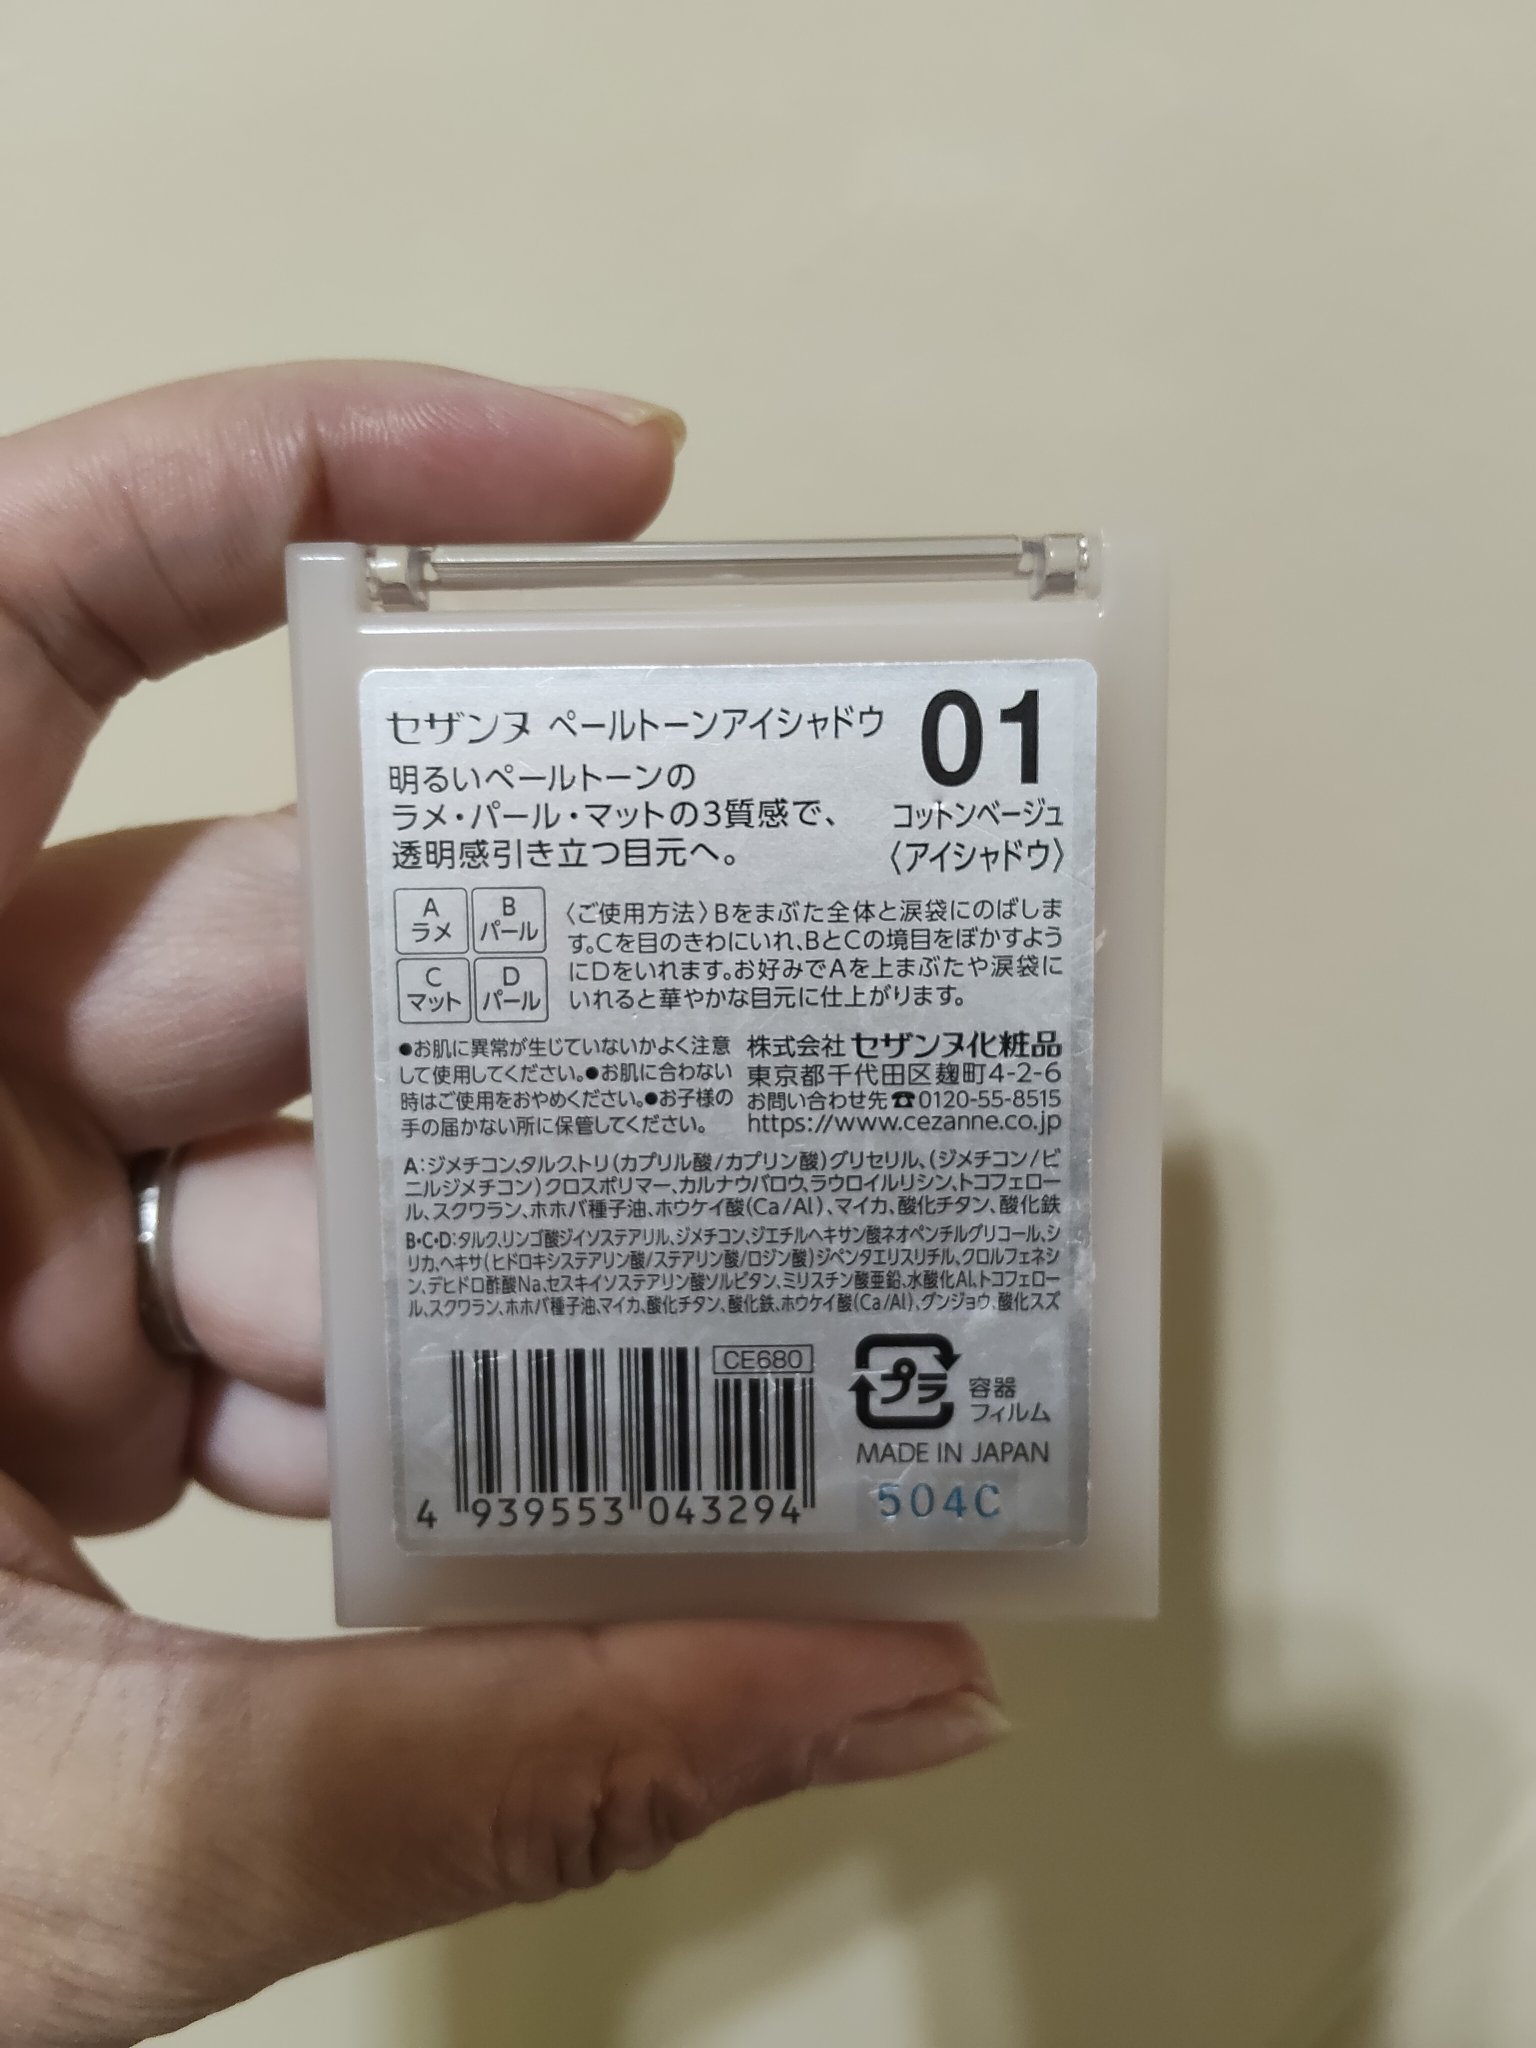 セザンヌ ペールトーンアイシャドウ
01
明るいペールトーンの
ラメ・パール・マットの3質感で、
透明感引き立つ目元へ。
コットンベージュ
〈アイシャドウ〉
A
ラメ
B
パール
C
マット
D
パール
〈ご使用方法〉Bをまぶた全体と涙袋にのばしま
す。Cを目のきわにいれ、BとCの境目をぼかすよう
にDをいれます。お好みでAを上まぶたや涙袋に
いれると華やかな目元に仕上がります。
●お肌に異常が生じていないかよく注意
して使用してください。●お肌に合わない
時はご使用をおやめください。●お子様の
手の届かない所に保管してください。
株式会社 セザンヌ化粧品
東京都千代田区麹町4-2-6
お問い合わせ先☎0120-55-8515
https://www.cezanne.co.jp
A:ジメチコン、タルク、トリ(カプリル酸/カプリン酸)グリセリル、(ジメチコン/ビ
ニルジメチコン)クロスポリマー、カルナウバロウ、ラウロイルリシン、トコフェロー
ル、スクワラン、ホホバ種子油、ホウケイ酸(Ca/Al)、マイカ、酸化チタン、酸化鉄
B・C・D:タルク、リンゴ酸ジイソステアリル、ジメチコン、ジエチルヘキサン酸ネオペンチルグリコール、シ
リカ、ヘキサ(ヒドロキシステアリン酸/ステアリン酸/ロジン酸)ジペンタエリスリチル、クロルフェネシ
ン、デヒドロ酢酸Na、セスキイソステアリン酸ソルビタン、ミリスチン酸亜鉛、水酸化Al、トコフェロー
ル、スクワラン、ホホバ種子油、マイカ、酸化チタン、酸化鉄、ホウケイ酸(Ca/Al)、グンジョウ、酸化スズ
CE680
4 939553 043294
プラ
容器
フィルム
MADE IN JAPAN
504C